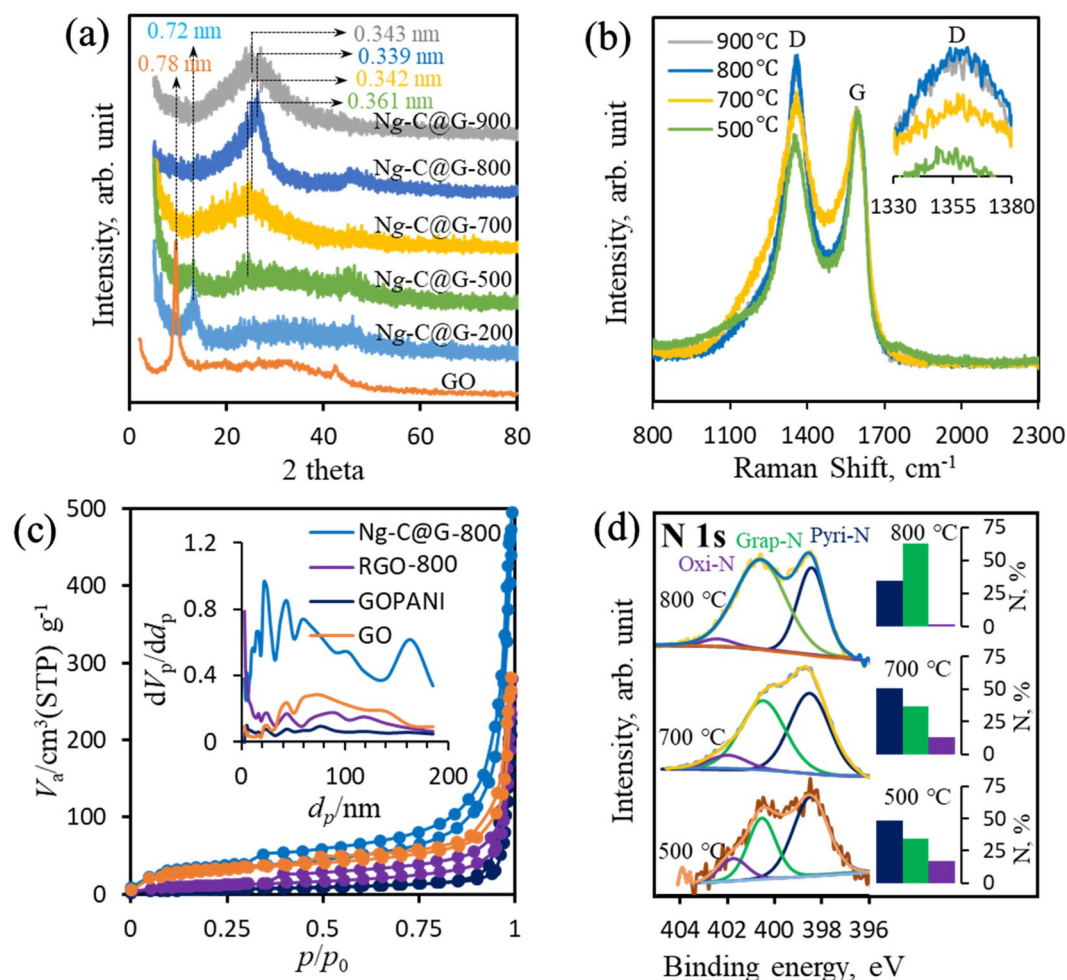 (a)
0.72 nm
0.78 nm
0.343 nm
0.339 nm
0.342 nm
0.361 nm
Ng-C@G-900
Ng-C@G-800
Ng-C@G-700
Ng-C@G-500
Ng-C@G-200
GO
Intensity, arb. unit
0 20 40 60 80
2 theta
(b)
900 °C
800 °C
700 °C
500 °C
D
G
D
1330 1355 1380
Intensity, arb. unit
800 1100 1400 1700 2000 2300
Raman Shift, cm-1
(c)
500
400
300
200
100
0
Va/cm3(STP) g-1
1.2
0.8
0.4
0
dVp/ddp
Ng-C@G-800
RGO-800
GOPANI
GO
0 100 200
dp/nm
0 0.25 0.5 0.75 1
p/p0
(d)
N 1s
Oxi-N
Grap-N
Pyri-N
800 °C
800 °C
75
50
25
0
N, %
700 °C
700 °C
75
50
25
0
N, %
500 °C
500 °C
75
50
25
0
N, %
Intensity, arb. unit
404 402 400 398 396
Binding energy, eV